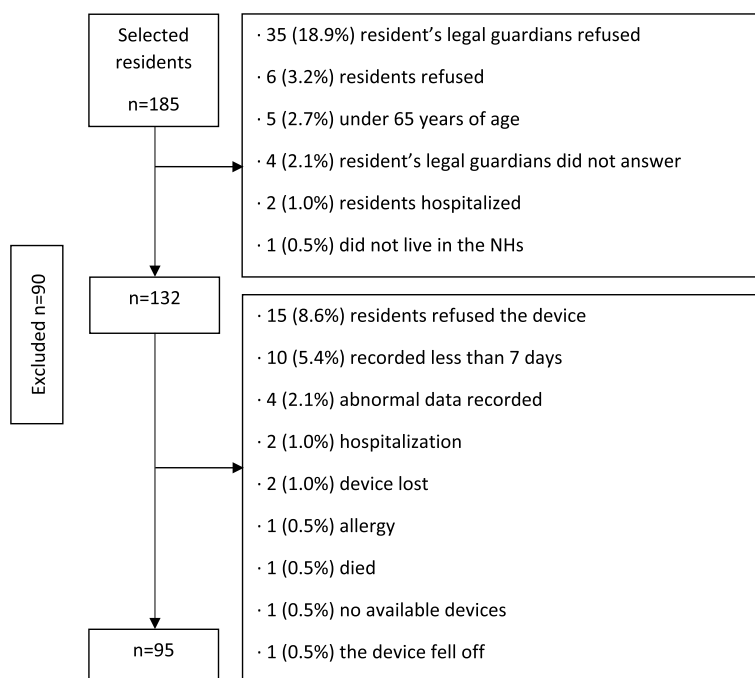 Selected
residents
n=185
· 35 (18.9%) resident’s legal guardians refused
· 6 (3.2%) residents refused
· 5 (2.7%) under 65 years of age
· 4 (2.1%) resident’s legal guardians did not answer
· 2 (1.0%) residents hospitalized
· 1 (0.5%) did not live in the NHs
Excluded n=90
n=132
· 15 (8.6%) residents refused the device
· 10 (5.4%) recorded less than 7 days
· 4 (2.1%) abnormal data recorded
· 2 (1.0%) hospitalization
· 2 (1.0%) device lost
· 1 (0.5%) allergy
· 1 (0.5%) died
· 1 (0.5%) no available devices
· 1 (0.5%) the device fell off
n=95